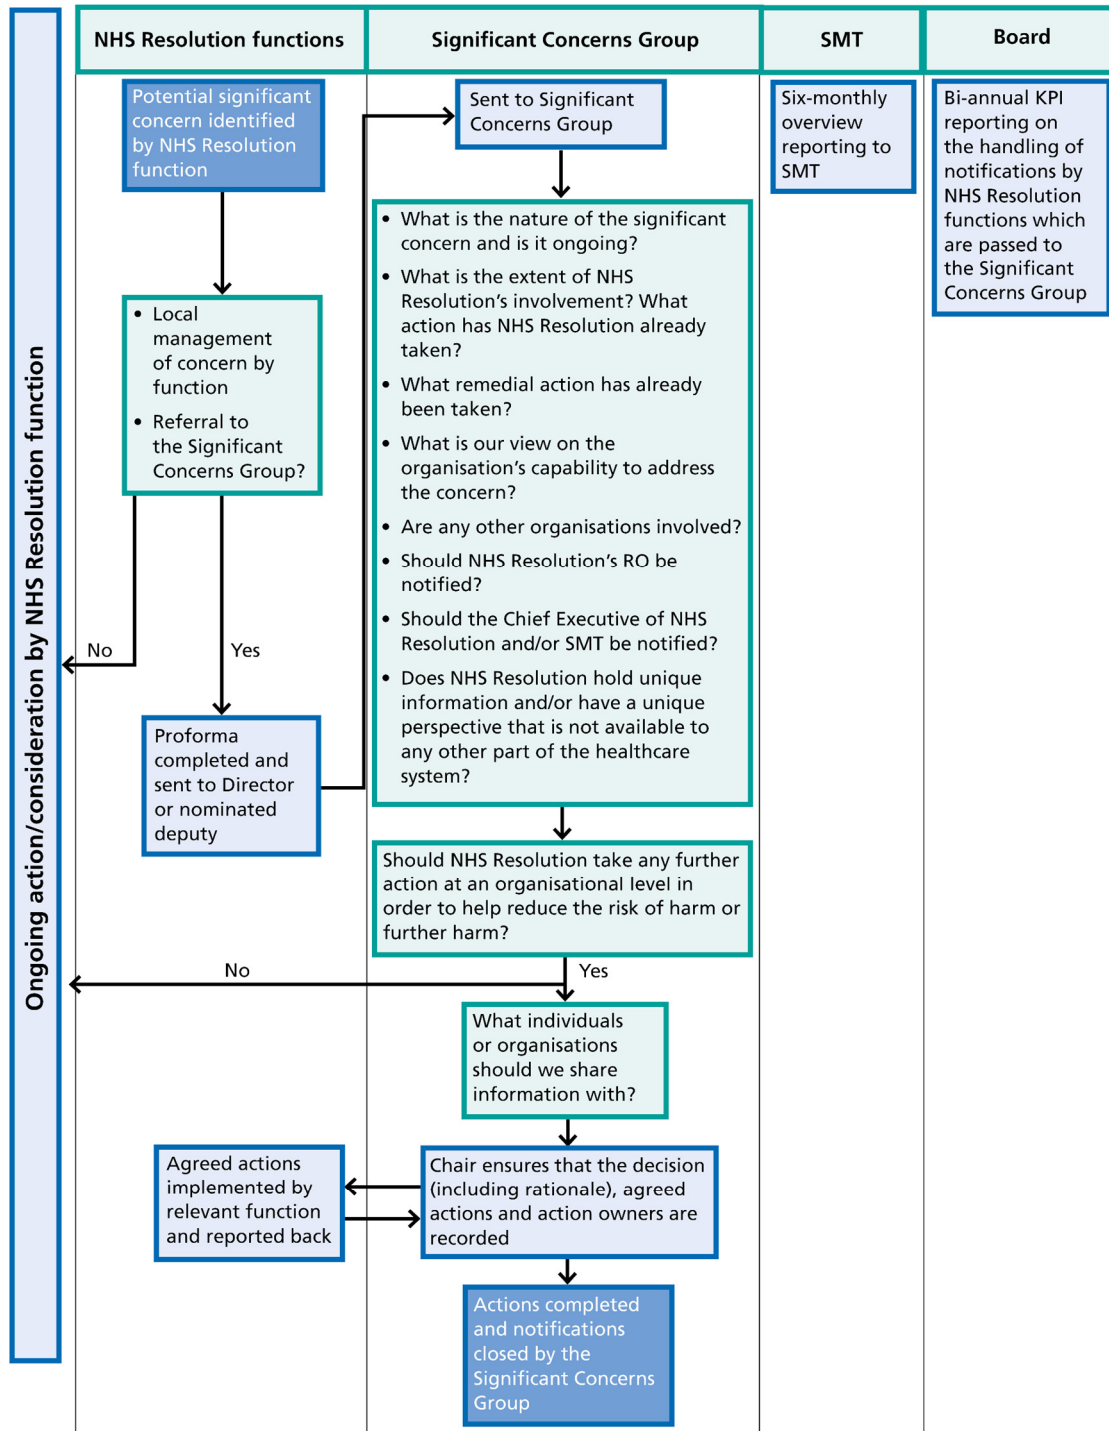 NHS Resolution functions
Significant Concerns Group
SMT
Board
Ongoing action/consideration by NHS Resolution function
Potential significant
concern identified
by NHS Resolution
function
• Local
management
of concern by
function
• Referral to
the Significant
Concerns Group?
No
Yes
Proforma
completed and
sent to Director
or nominated
deputy
Sent to Significant
Concerns Group
• What is the nature of the significant
concern and is it ongoing?
• What is the extent of NHS
Resolution’s involvement? What
action has NHS Resolution already
taken?
• What remedial action has already
been taken?
• What is our view on the
organisation’s capability to address
the concern?
• Are any other organisations involved?
• Should NHS Resolution’s RO be
notified?
• Should the Chief Executive of NHS
Resolution and/or SMT be notified?
• Does NHS Resolution hold unique
information and/or have a unique
perspective that is not available to
any other part of the healthcare
system?
Should NHS Resolution take any further
action at an organisational level in
order to help reduce the risk of harm or
further harm?
No
Yes
What individuals
or organisations
should we share
information with?
Agreed actions
implemented by
relevant function
and reported back
Chair ensures that the decision
(including rationale), agreed
actions and action owners are
recorded
Actions completed
and notifications
closed by the
Significant Concerns
Group
Six-monthly
overview
reporting to
SMT
Bi-annual KPI
reporting on
the handling of
notifications by
NHS Resolution
functions which
are passed to
the Significant
Concerns Group